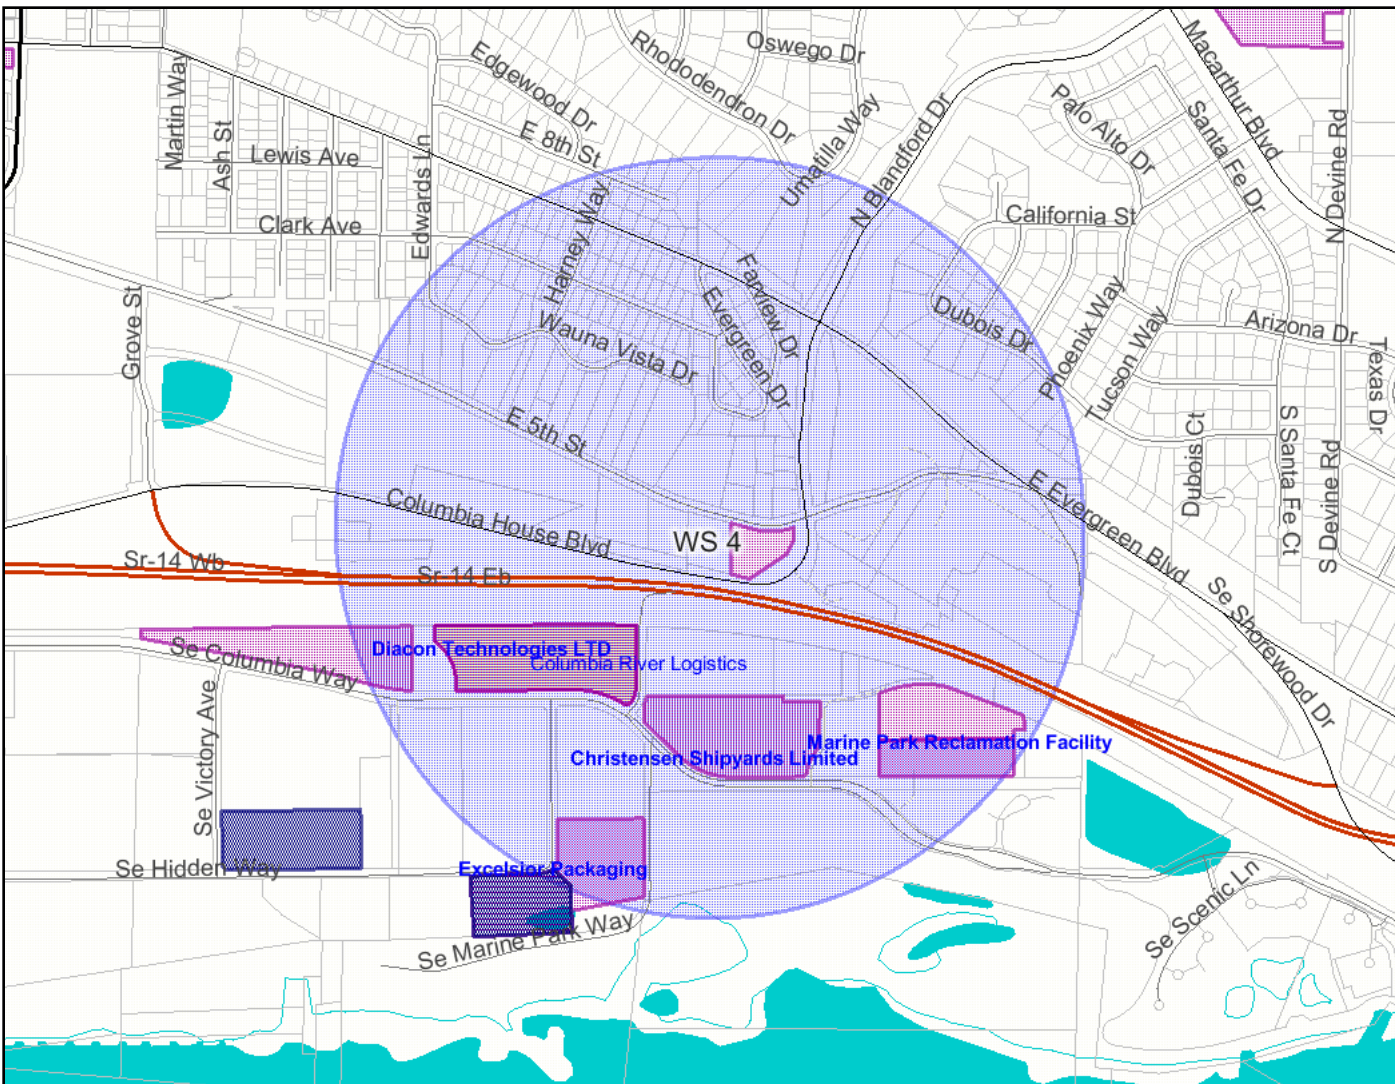 Oswego Dr
Rhododendron Dr
Edgewood Dr
Macarthur Blvd
Martin Way
Ash St
Lewis Ave
Edwards Ln
E 8th St
Umatilla Way
N Blandford Dr
Palo Alto Dr
Santa Fe Dr
N Devine Rd
Clark Ave
Harney Way
California St
Grove St
Farview Dr
Evergreen Dr
Wauna Vista Dr
Dubois Dr
Phoenix Way
Tucson Way
Arizona Dr
Texas Dr
E 5th St
Dubois Ct
S Santa Fe Ct
S Devine Rd
Columbia House Blvd
WS 4
E Evergreen Blvd
Sr-14 Wb
Sr-14 Eb
Se Shorewood Dr
Se Columbia Way
Diacon Technologies LTD
Columbia River Logistics
Se Victory Ave
Marine Park Reclamation Facility
Christensen Shipyards Limited
Se Hidden Way
Excelsior Packaging
Se Marine Park Way
Se Scenic Ln